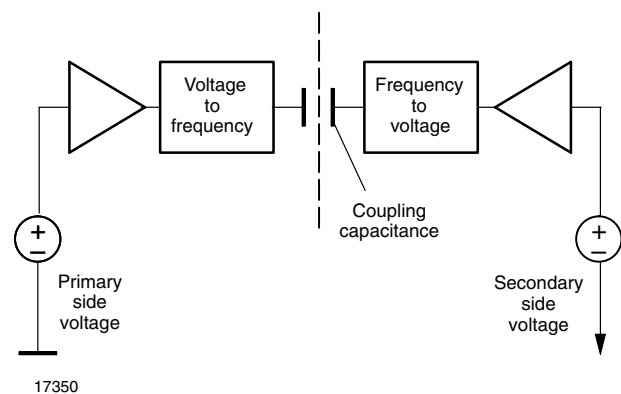 Voltage
to
frequency
Frequency
to
voltage
Coupling
capacitance
+
−
Primary
side
voltage
+
−
Secondary
side
voltage
17350